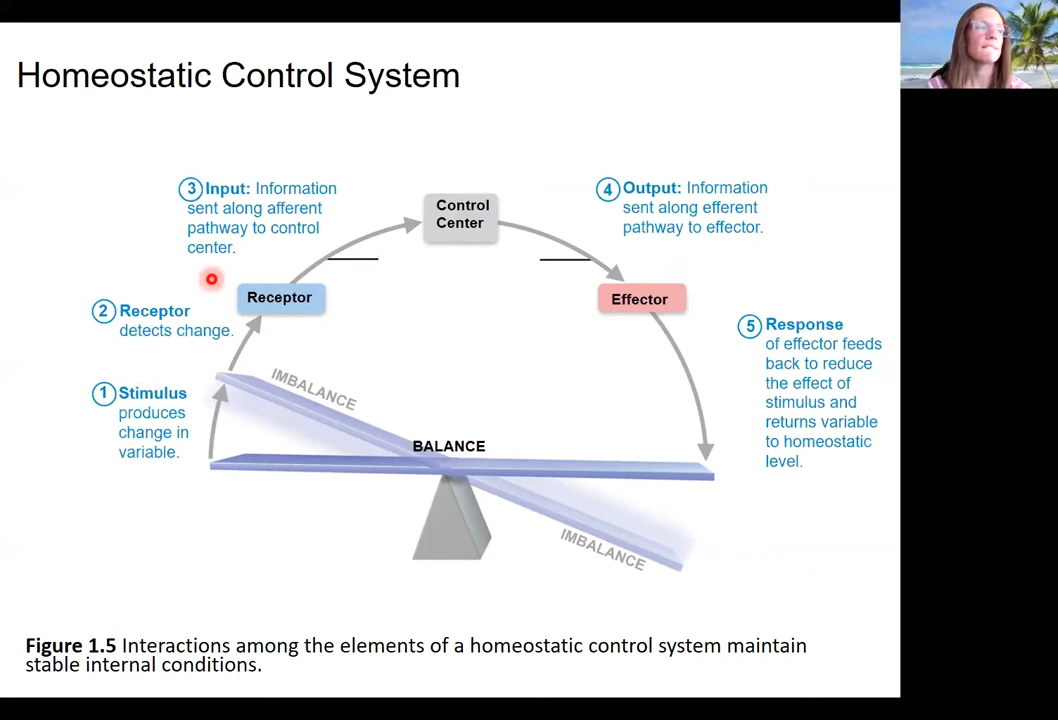 Homeostatic Control System
3 Input: Information
sent along afferent
pathway to control
center.
Control
Center
4 Output: Information
sent along efferent
pathway to effector.
Receptor
Effector
2 Receptor
detects change.
5 Response
of effector feeds
back to reduce
the effect of
stimulus and
returns variable
to homeostatic
level.
1 Stimulus
produces
change in
variable.
IMBALANCE
BALANCE
IMBALANCE
Figure 1.5 Interactions among the elements of a homeostatic control system maintain
stable internal conditions.